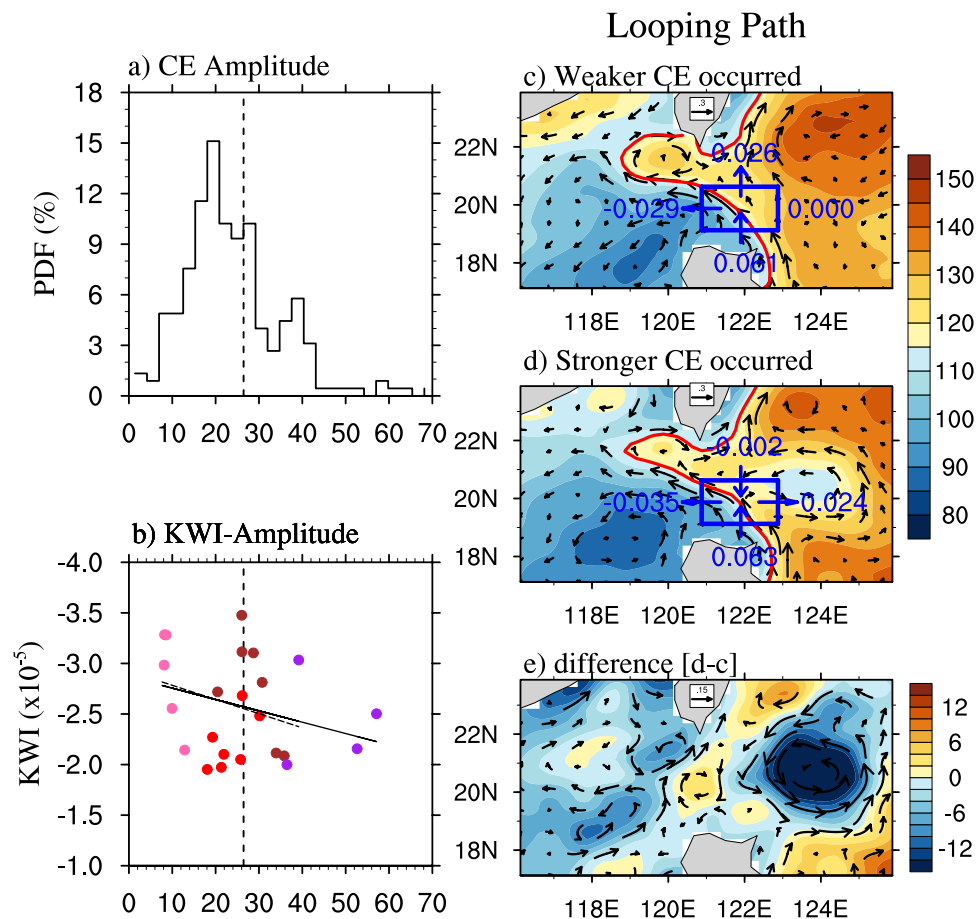 Looping Path
a) CE Amplitude
PDF (%)
18
15
12
9
6
3
0
0 10 20 30 40 50 60 70
b) KWI-Amplitude
KWI (x10⁻⁵)
-4.0
-3.5
-3.0
-2.5
-2.0
-1.5
-1.0
0 10 20 30 40 50 60 70
c) Weaker CE occurred
.3
22N
20N
18N
0.026
-0.029
0.000
0.061
118E 120E 122E 124E
d) Stronger CE occurred
.3
22N
20N
18N
-0.002
-0.035
0.024
0.063
118E 120E 122E 124E
150
140
130
120
115
110
100
90
80
e) difference [d-c]
.15
22N
20N
18N
118E 120E 122E 124E
12
6
0
-6
-12